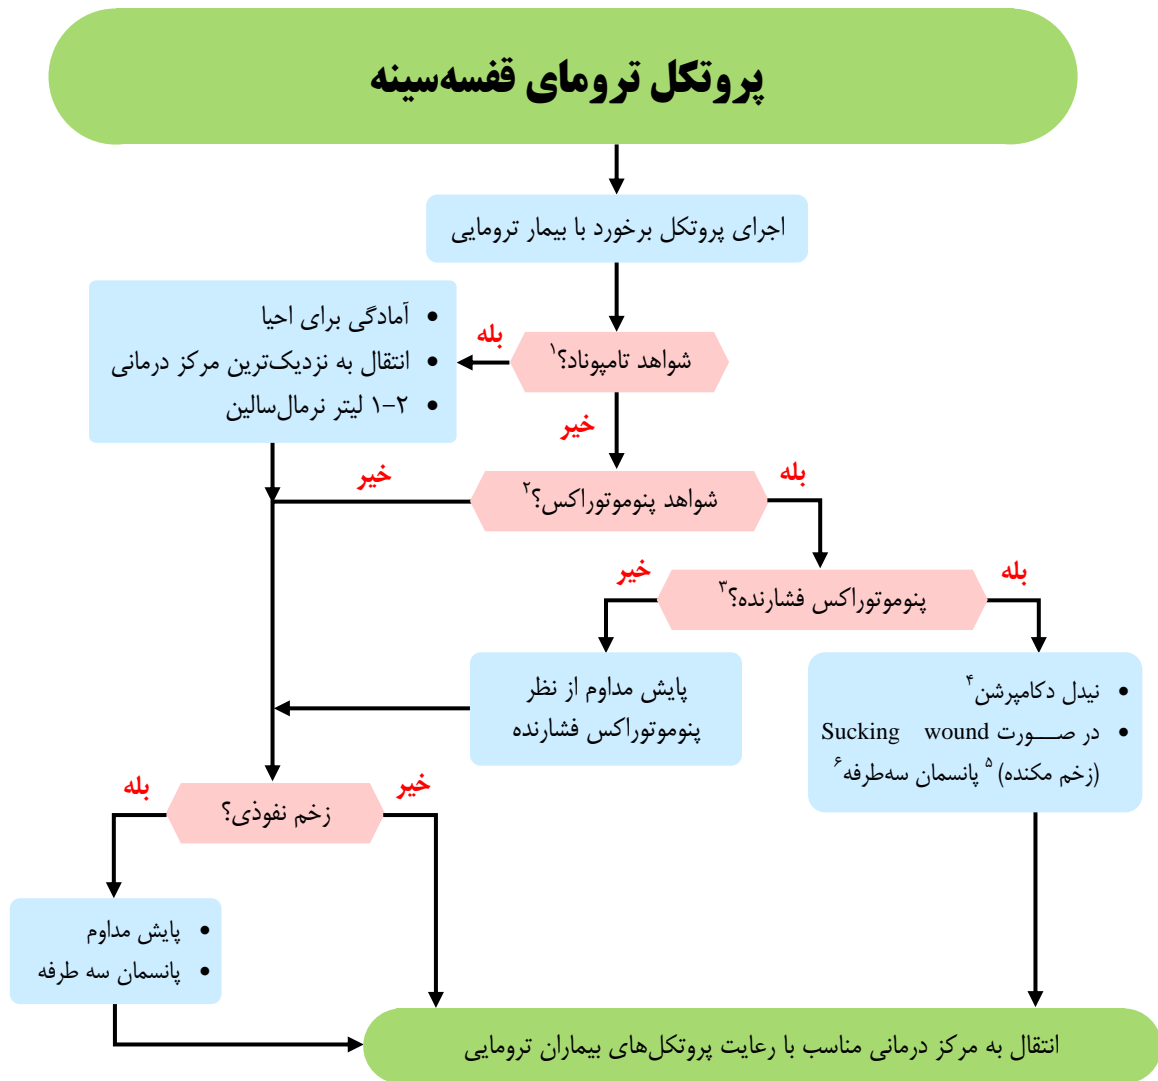 پروتکل ترومای قفسه‌سینه
اجرای پروتکل برخورد با بیمار ترومایی
شواهد تامپوناد؟۱
بله
• آمادگی برای احیا
• انتقال به نزدیک‌ترین مرکز درمانی
• ۱-۲ لیتر نرمال‌سالین
خیر
شواهد پنوموتوراکس؟۲
بله
خیر
پنوموتوراکس فشارنده؟۳
بله
خیر
• نیدل دکامپرشن۴
• در صـــورت Sucking wound
(زخم مکنده)۵ پانسمان سه‌طرفه۶
پایش مداوم از نظر
پنوموتوراکس فشارنده
زخم نفوذی؟
خیر
بله
• پایش مداوم
• پانسمان سه طرفه
انتقال به مرکز درمانی مناسب با رعایت پروتکل‌های بیماران ترومایی